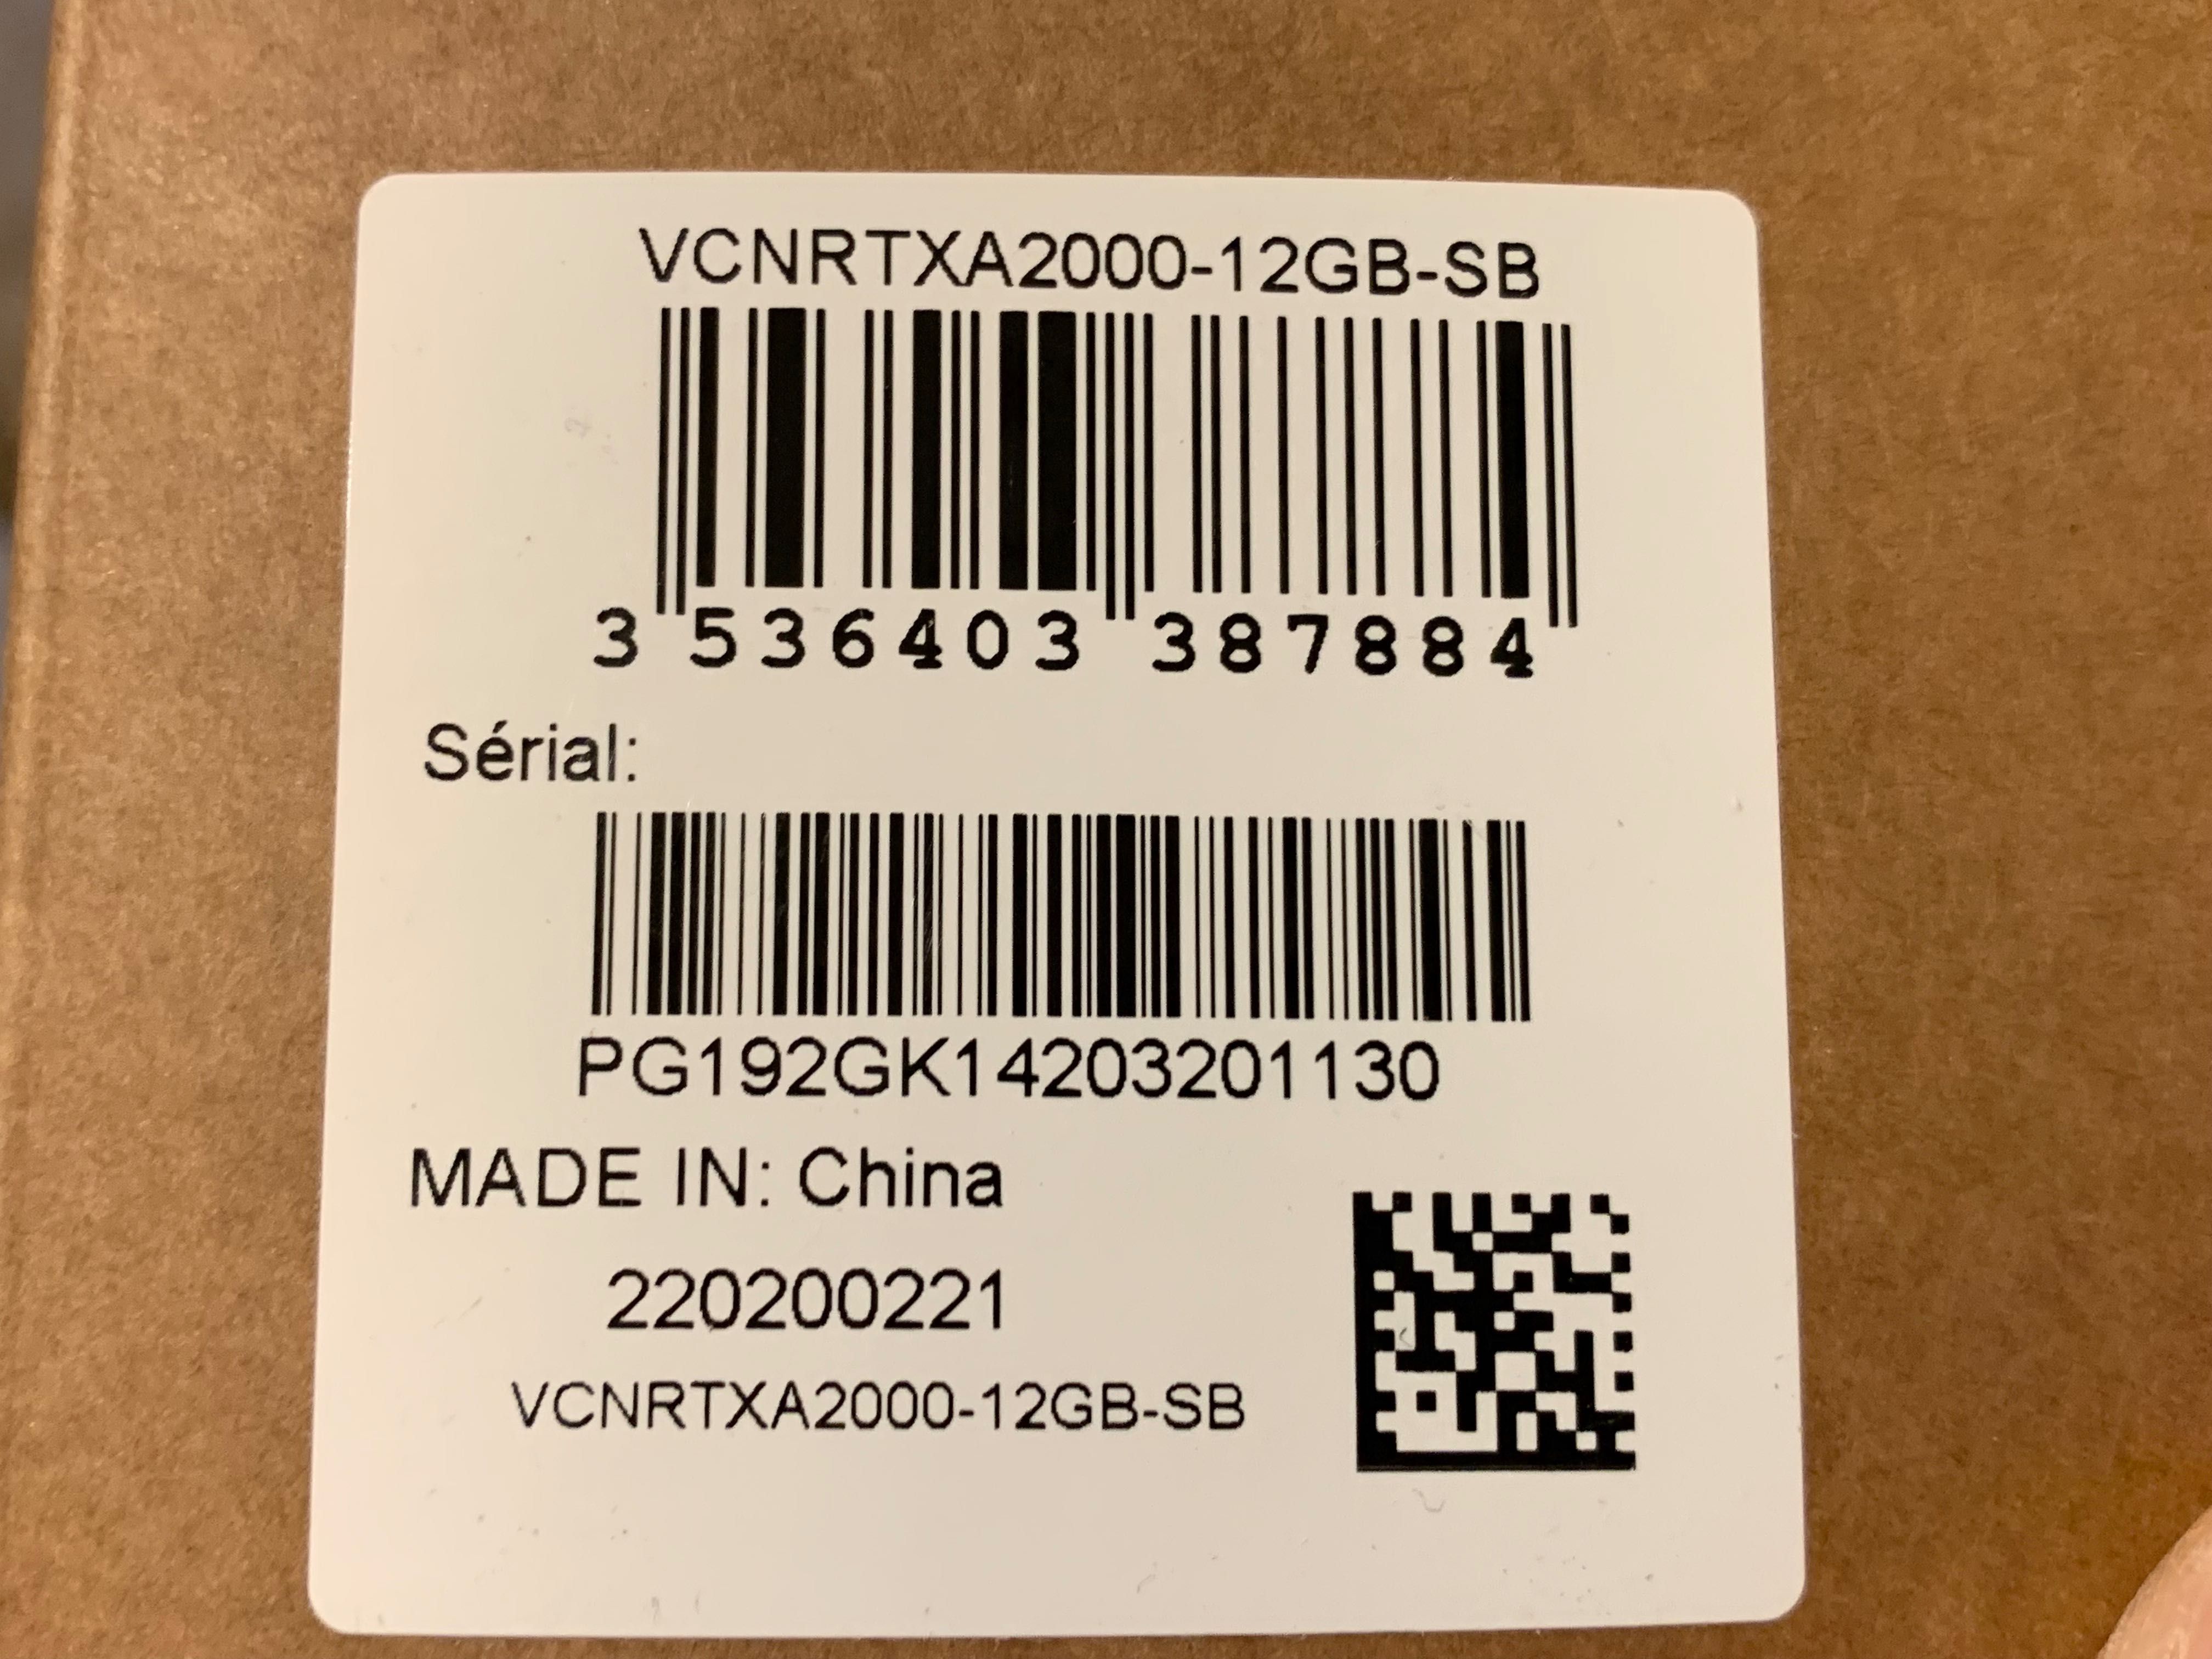 VCNRTXA2000-12GB-SB
3 536403 387884
Sérial:
PG192GK14203201130
MADE IN: China
220200221
VCNRTXA2000-12GB-SB